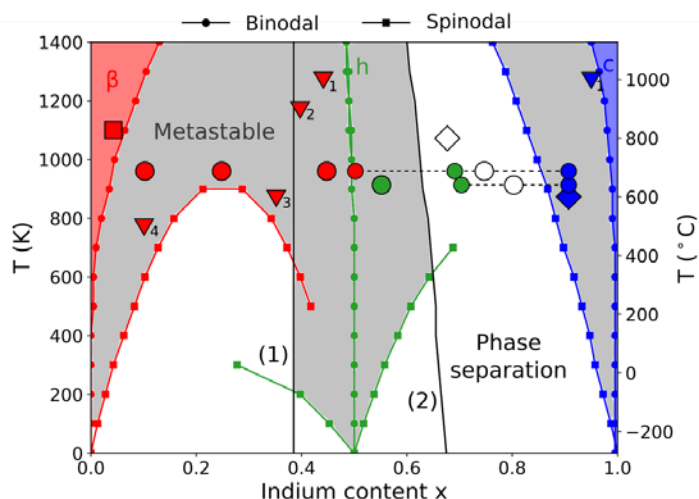 Binodal Spinodal
1400
1200
1000
800
600
400
200
0
T (K)
1000
800
600
400
200
0
−200
T (°C)
β
h
c
Metastable
1
2
3
4
1
(1)
(2)
Phase
separation
0.0 0.2 0.4 0.6 0.8 1.0
Indium content x